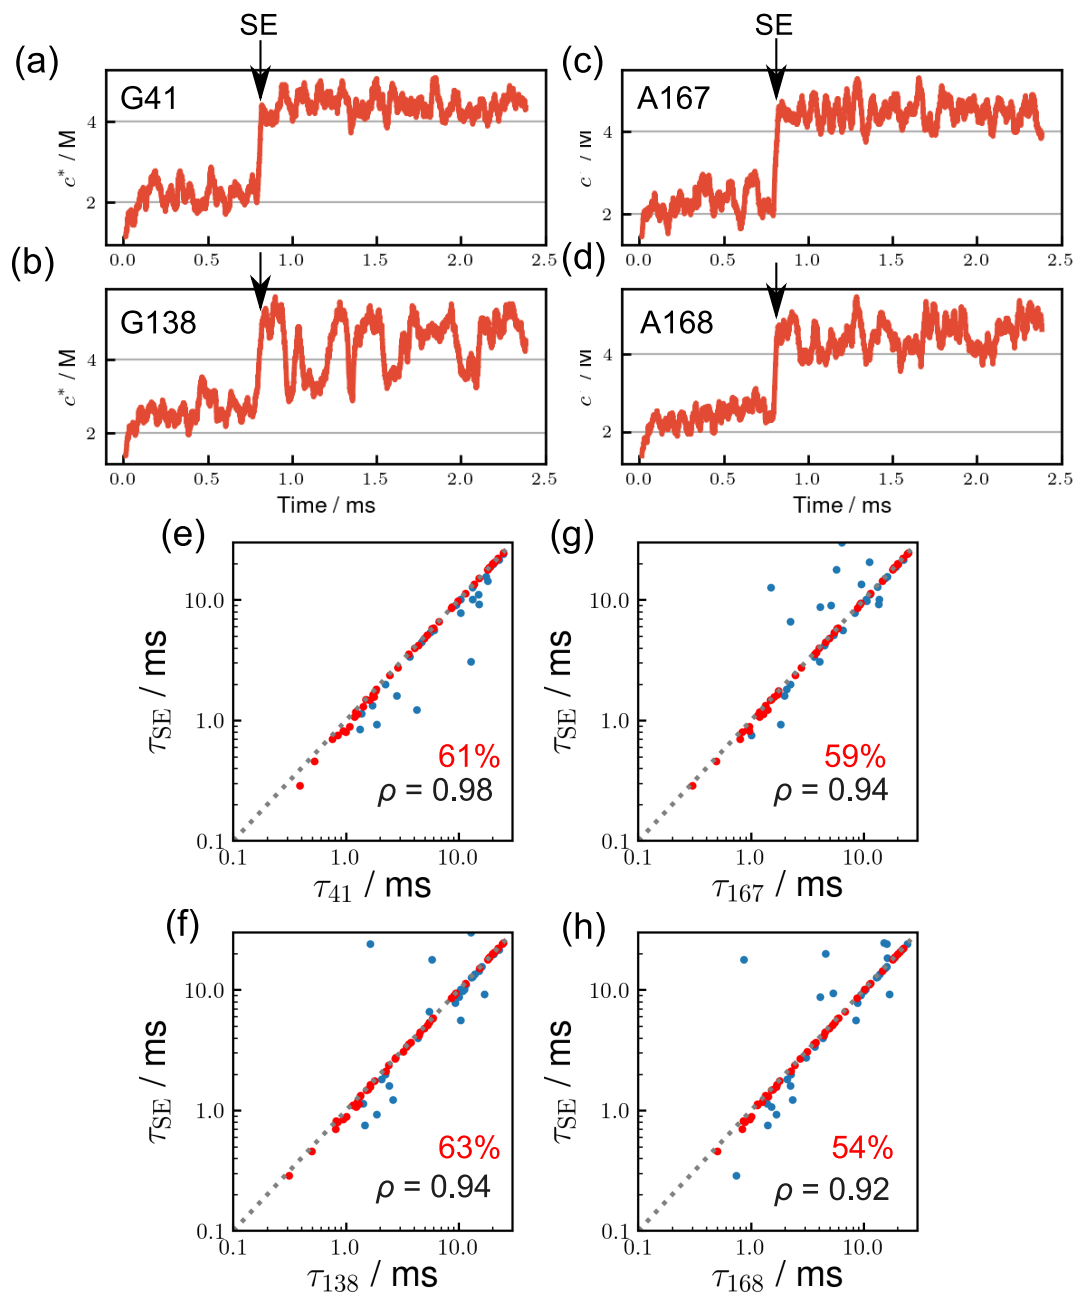 SE
(a)
G41
c* / M
4
2
0.0 0.5 1.0 1.5 2.0 2.5
(b)
G138
c* / M
4
2
0.0 0.5 1.0 1.5 2.0 2.5
Time / ms
SE
(c)
A167
c / M
4
2
0.0 0.5 1.0 1.5 2.0 2.5
(d)
A168
c / M
4
2
0.0 0.5 1.0 1.5 2.0 2.5
Time / ms
(e)
τSE / ms
10.0
1.0
0.1
61%
ρ = 0.98
0.1 1.0 10.0
τ41 / ms
(g)
τSE / ms
10.0
1.0
0.1
59%
ρ = 0.94
0.1 1.0 10.0
τ167 / ms
(f)
τSE / ms
10.0
1.0
0.1
63%
ρ = 0.94
0.1 1.0 10.0
τ138 / ms
(h)
τSE / ms
10.0
1.0
0.1
54%
ρ = 0.92
0.1 1.0 10.0
τ168 / ms